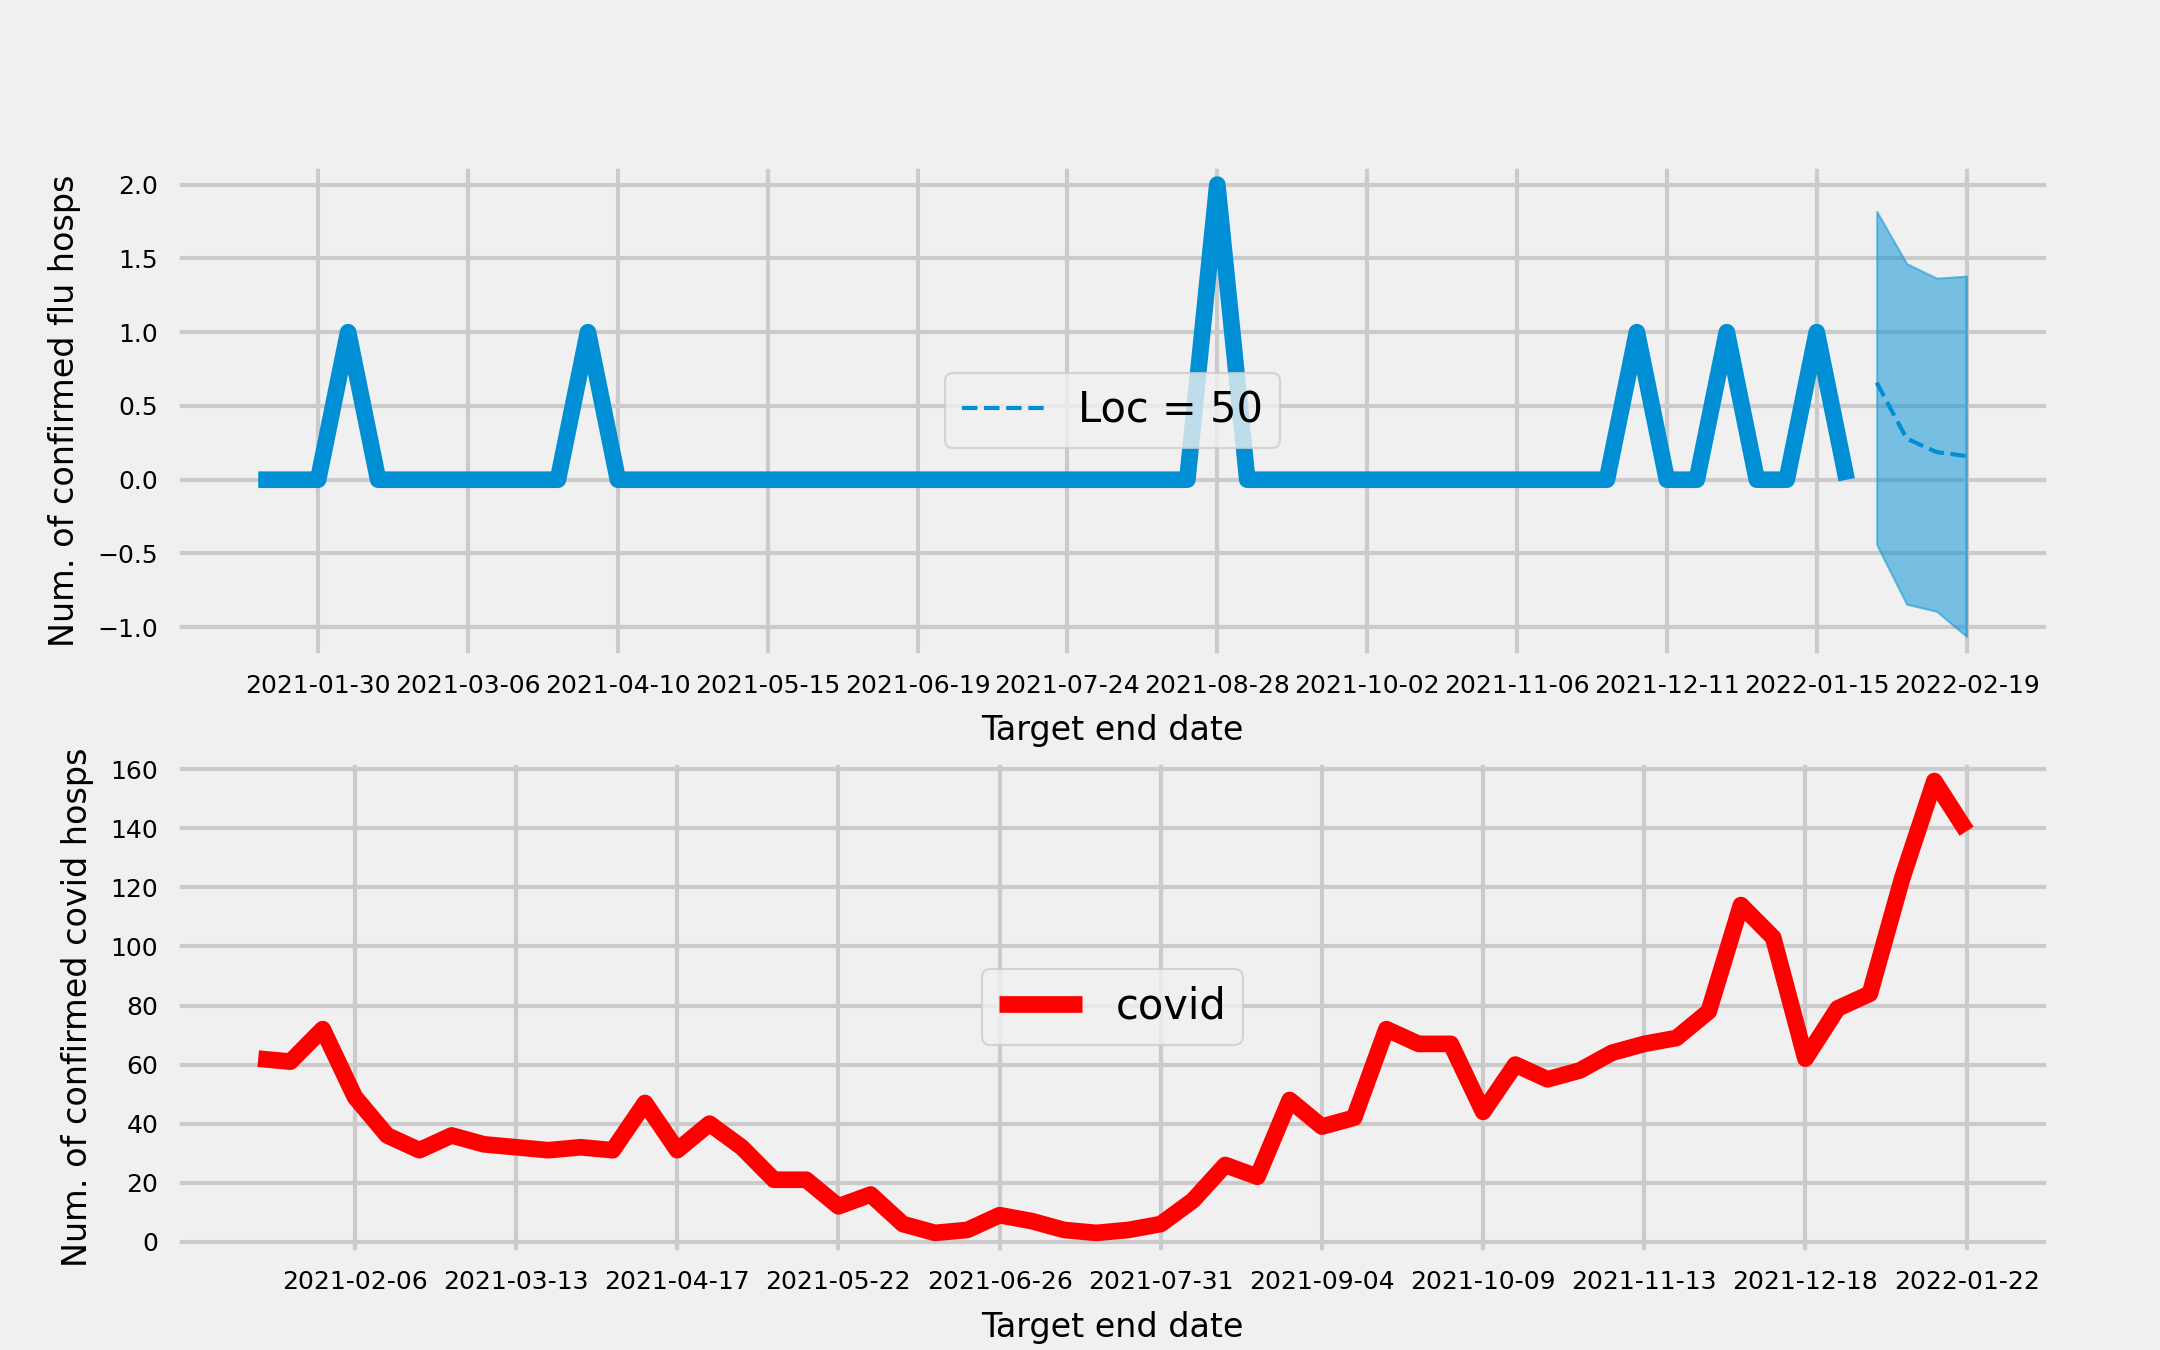 Num. of confirmed flu hosps
2.0
1.5
1.0
0.5
0.0
−0.5
−1.0
Loc = 50
2021-01-30 2021-03-06 2021-04-10 2021-05-15 2021-06-19 2021-07-24 2021-08-28 2021-10-02 2021-11-06 2021-12-11 2022-01-15 2022-02-19
Target end date
Num. of confirmed covid hosps
160
140
120
100
80
60
40
20
0
covid
2021-02-06 2021-03-13 2021-04-17 2021-05-22 2021-06-26 2021-07-31 2021-09-04 2021-10-09 2021-11-13 2021-12-18 2022-01-22
Target end date